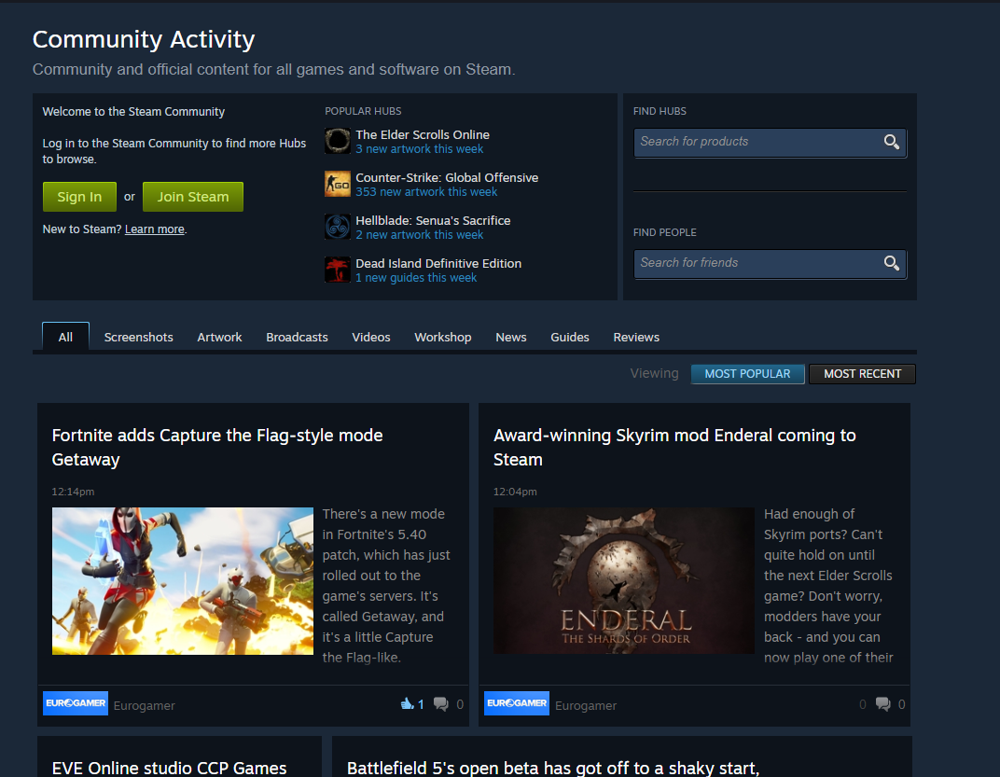 Community Activity
Community and official content for all games and software on Steam.
Welcome to the Steam Community
Log in to the Steam Community to find more Hubs
to browse.
Sign In or Join Steam
New to Steam? Learn more.
POPULAR HUBS
The Elder Scrolls Online
3 new artwork this week
GO
Counter-Strike: Global Offensive
353 new artwork this week
Hellblade: Senua's Sacrifice
2 new artwork this week
Dead Island Definitive Edition
1 new guides this week
FIND HUBS
Search for products
FIND PEOPLE
Search for friends
All Screenshots Artwork Broadcasts Videos Workshop News Guides Reviews
Viewing MOST POPULAR MOST RECENT
Fortnite adds Capture the Flag-style mode
Getaway
12:14pm
There's a new mode
in Fortnite's 5.40
patch, which has just
rolled out to the
game's servers. It's
called Getaway, and
it's a little Capture
the Flag-like.
EUROGAMER Eurogamer 1 0
Award-winning Skyrim mod Enderal coming to
Steam
12:04pm
ENDERAL
THE SHARDS OF ORDER
Had enough of
Skyrim ports? Can't
quite hold on until
the next Elder Scrolls
game? Don't worry,
modders have your
back - and you can
now play one of their
EUROGAMER Eurogamer 0 0
EVE Online studio CCP Games
Battlefield 5's open beta has got off to a shaky start,